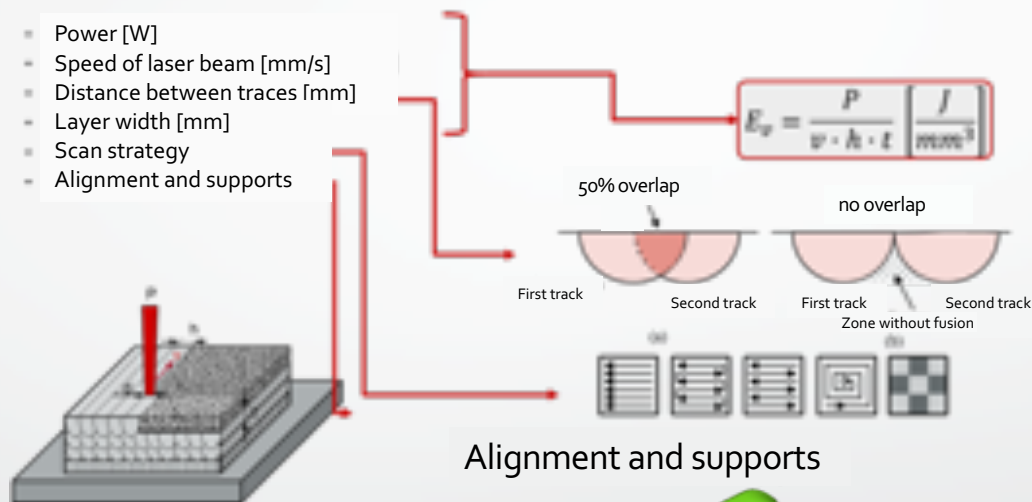 Power [W]
Speed of laser beam [mm/s]
Distance between traces [mm]
Layer width [mm]
Scan strategy
Alignment and supports
E_v = P / (v · h · t) [J / mm³]
50% overlap
no overlap
First track
Second track
First track
Second track
Zone without fusion
(a)
(b)
P
h
Alignment and supports